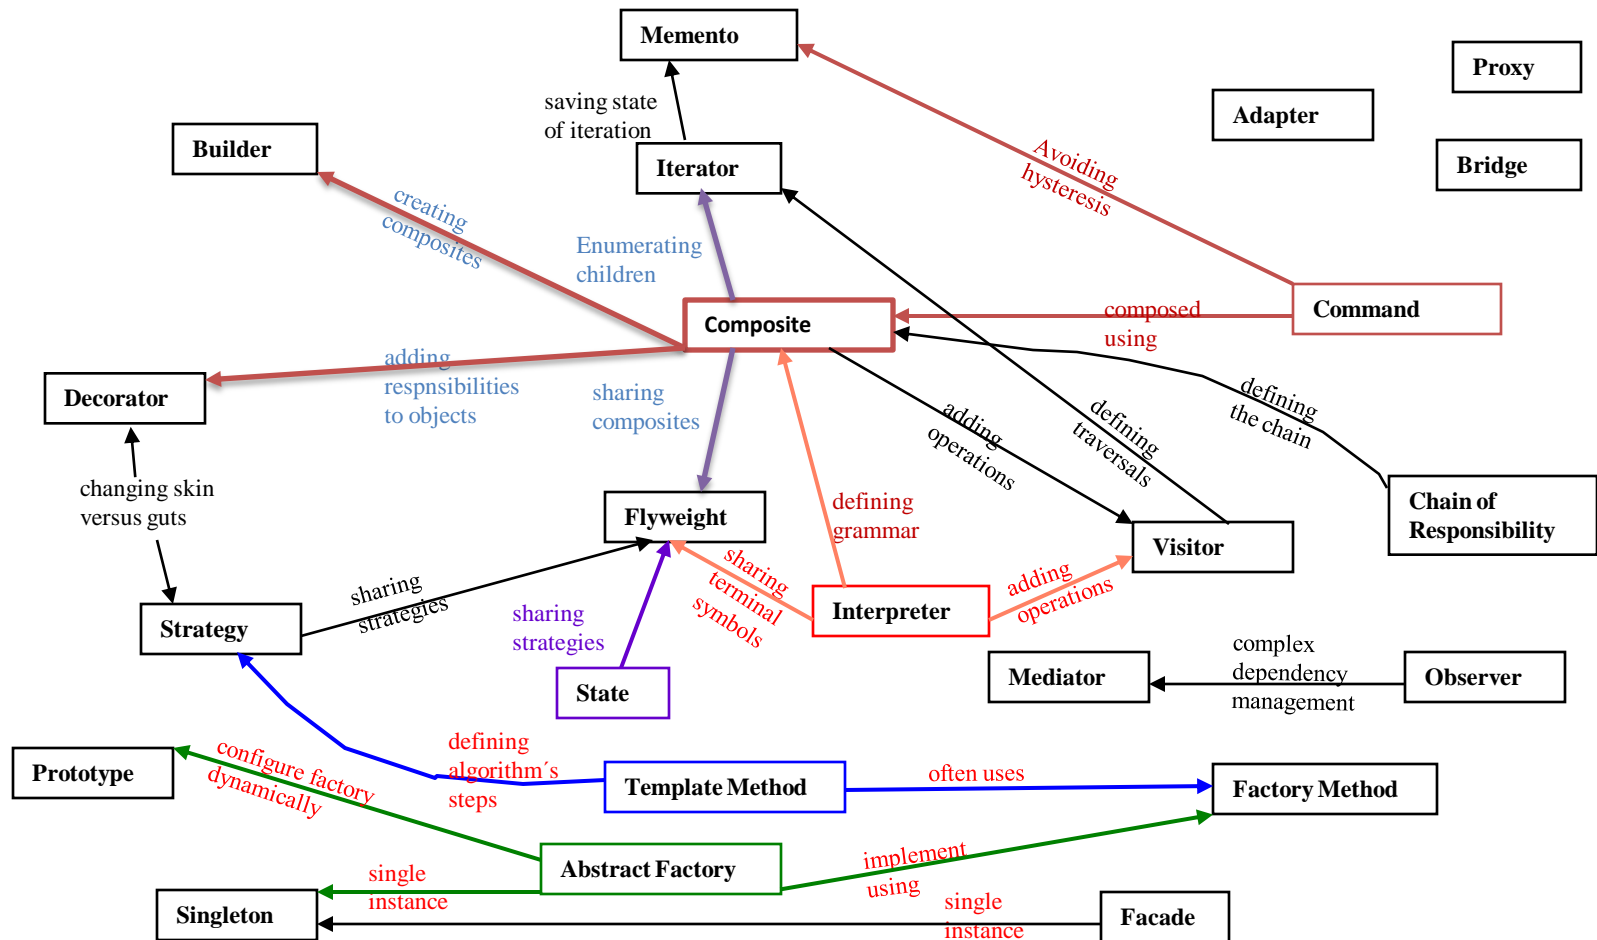 Memento
Proxy
Adapter
saving state
of iteration
Builder
Iterator
Avoiding
hysteresis
Bridge
creating
composites
Enumerating
children
Composite
composed
using
Command
adding
respnsibilities
to objects
Decorator
sharing
composites
adding
operations
defining
traversals
defining
the chain
changing skin
versus guts
Flyweight
defining
grammar
Visitor
Chain of
Responsibility
sharing
strategies
sharing
terminal
symbols
adding
operations
Strategy
sharing
strategies
Interpreter
State
Mediator
complex
dependency
management
Observer
Prototype
configure factory
dynamically
defining
algorithm´s
steps
Template Method
often uses
Factory Method
Abstract Factory
implement
using
single
instance
Singleton
single
instance
Facade